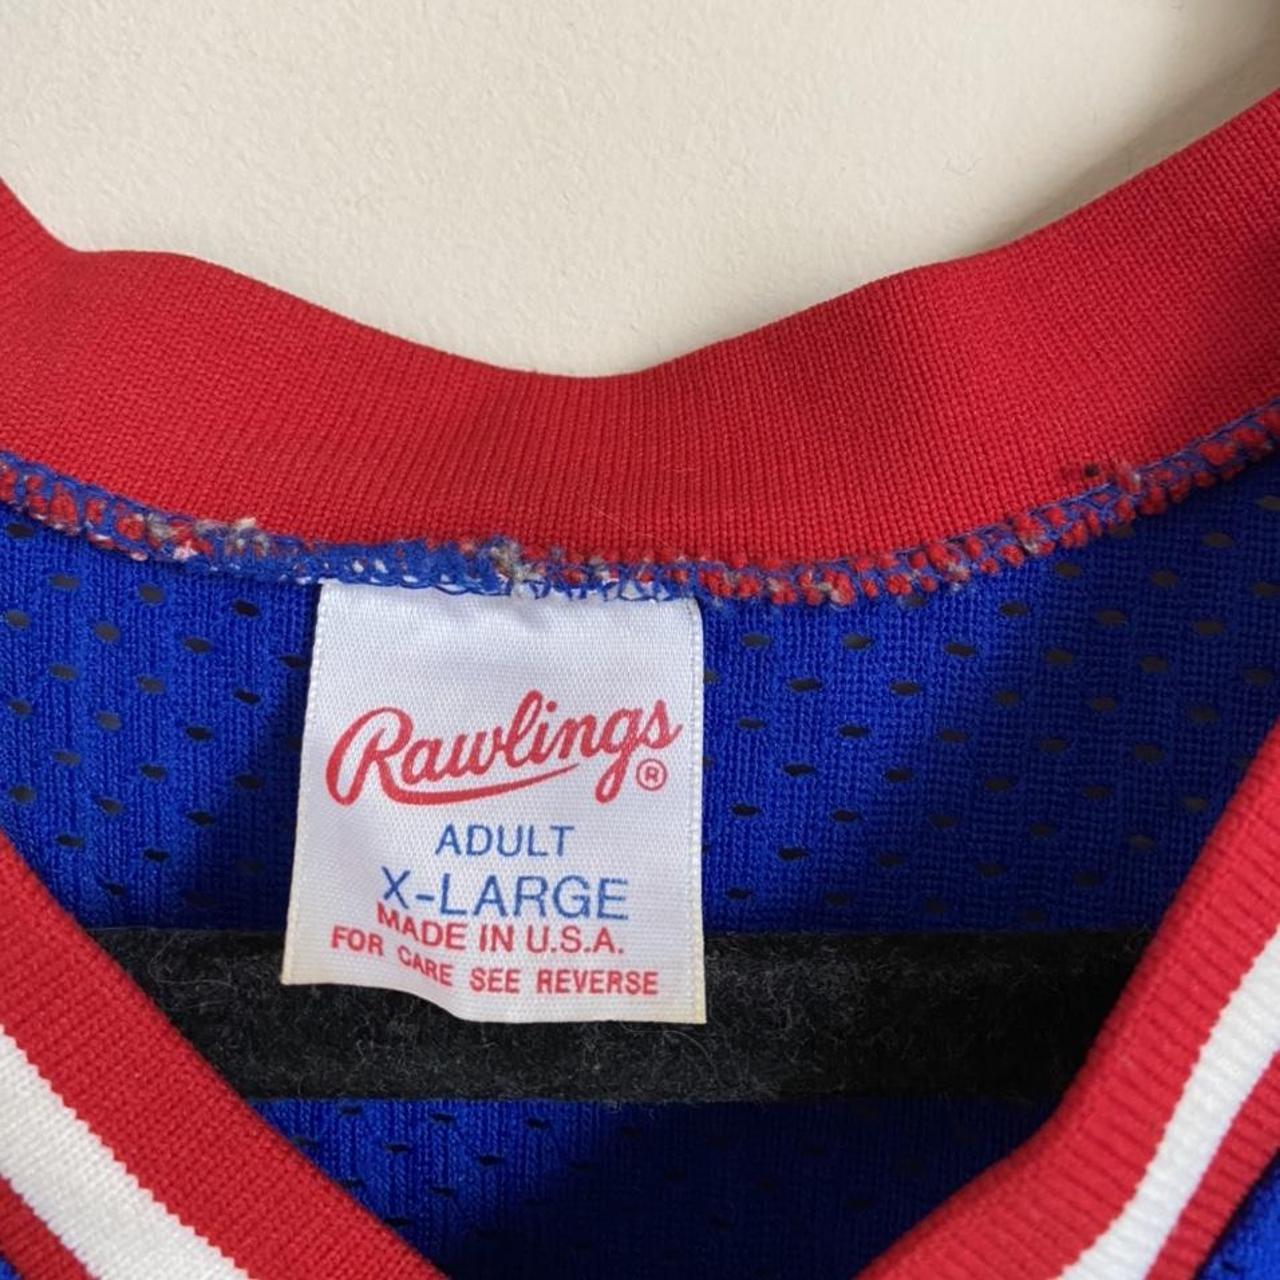 Rawlings®
ADULT
X-LARGE
MADE IN U.S.A.
FOR CARE SEE REVERSE